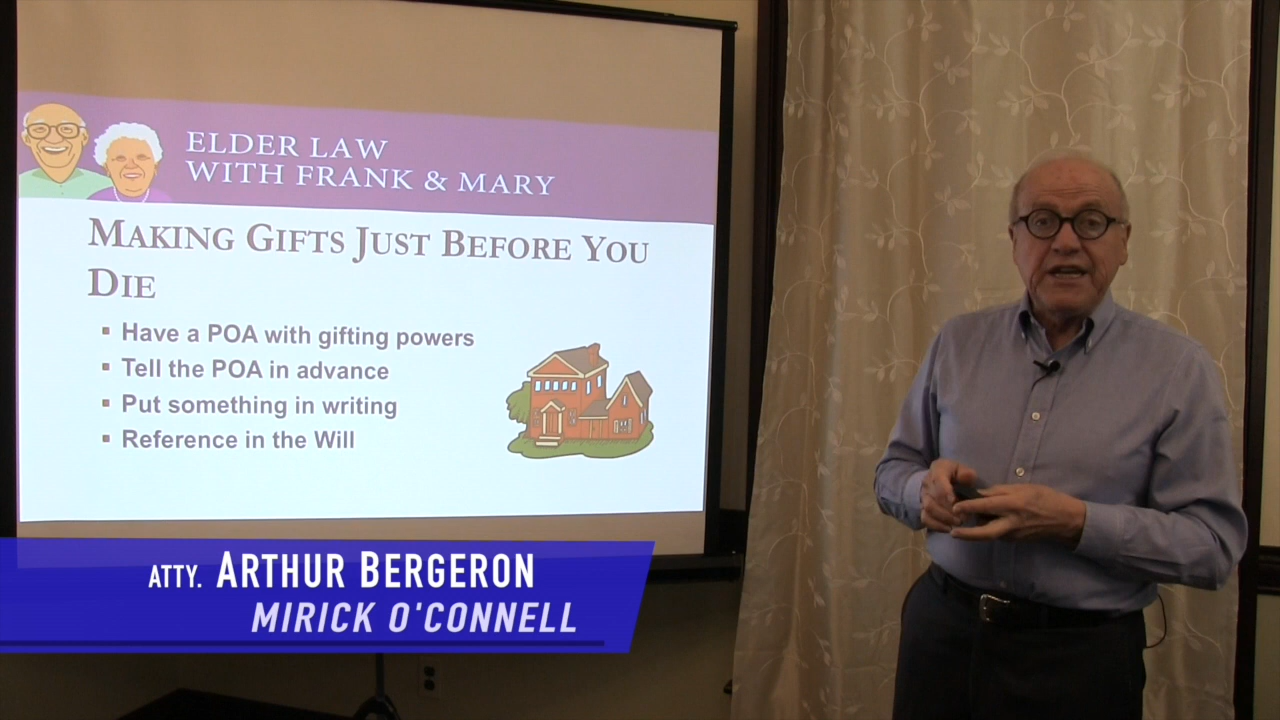 ELDER LAW
WITH FRANK & MARY
MAKING GIFTS JUST BEFORE YOU
DIE
▪ Have a POA with gifting powers
▪ Tell the POA in advance
▪ Put something in writing
▪ Reference in the Will
ATTY. ARTHUR BERGERON
MIRICK O'CONNELL